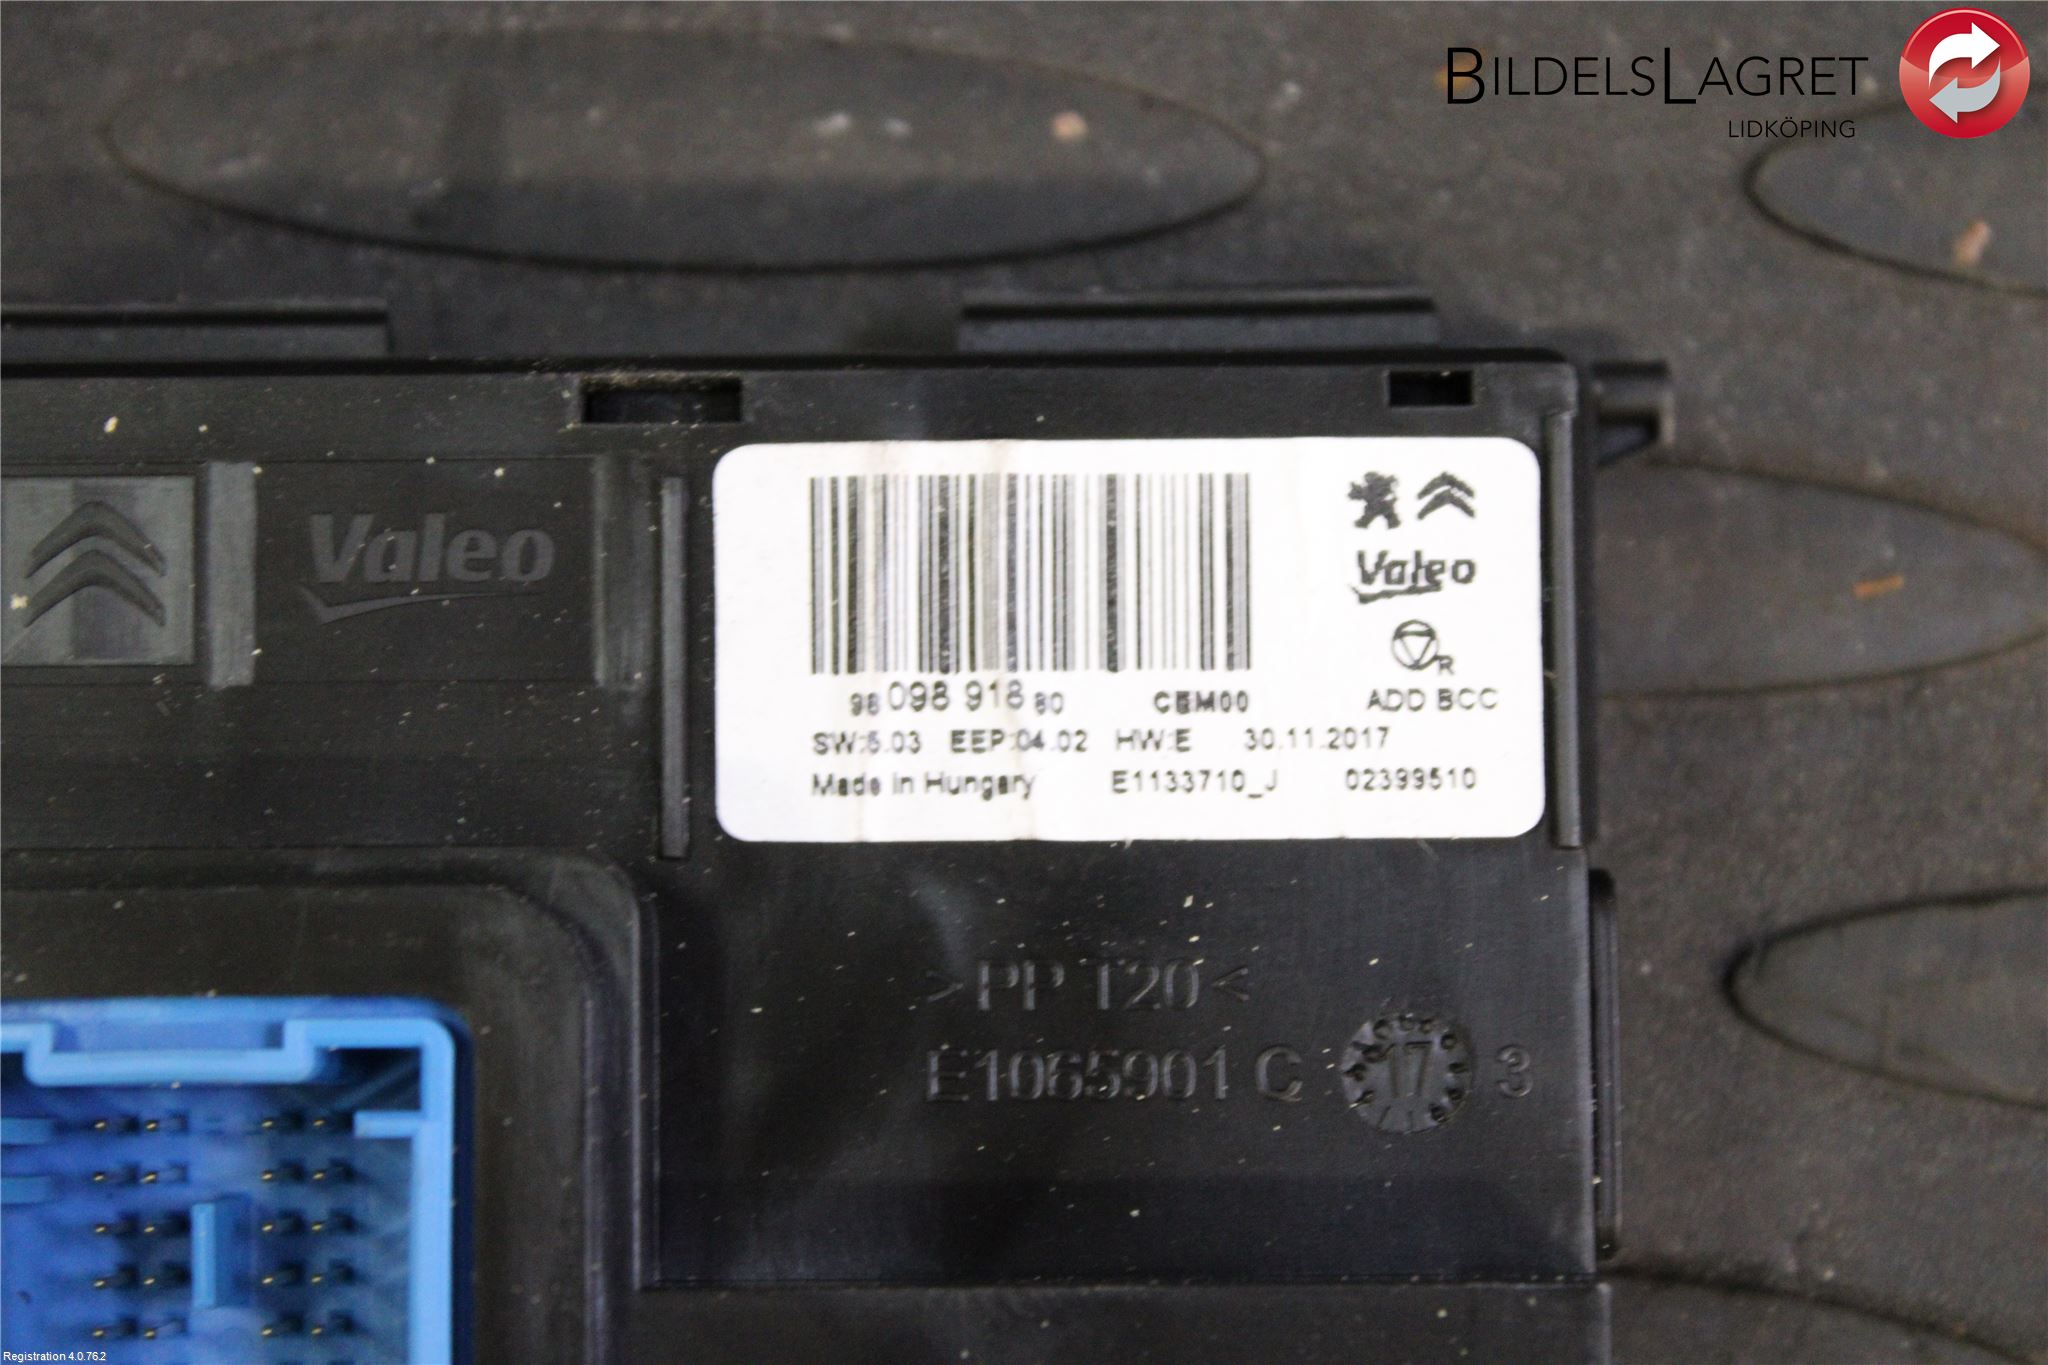 BILDELSLAGRET
LIDKÖPING
Valeo
Valeo
R
98 098 918 80 CEM00 ADD BCC
SW:5.03 EEP:04.02 HW:E 30.11.2017
Made in Hungary E1133710_J 02399510
>PP T20<
E1065901 C 17 3
Registration 4.0.76.2